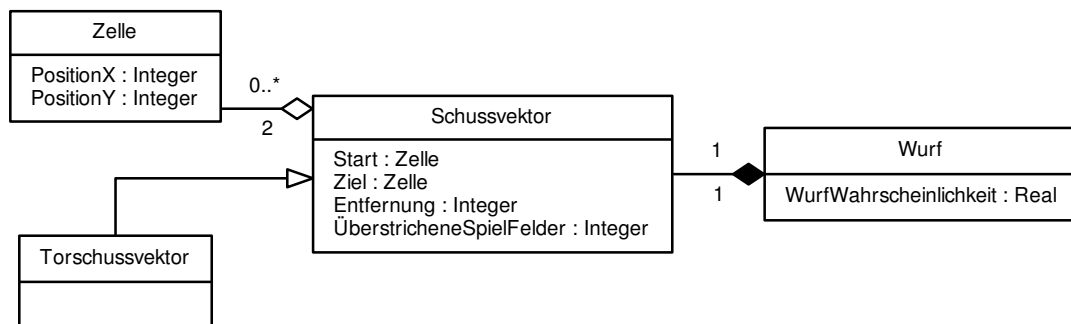 Zelle
PositionX : Integer
PositionY : Integer
0..*
2
Schussvektor
Start : Zelle
Ziel : Zelle
Entfernung : Integer
ÜberstricheneSpielFelder : Integer
1
1
Wurf
WurfWahrscheinlichkeit : Real
Torschussvektor